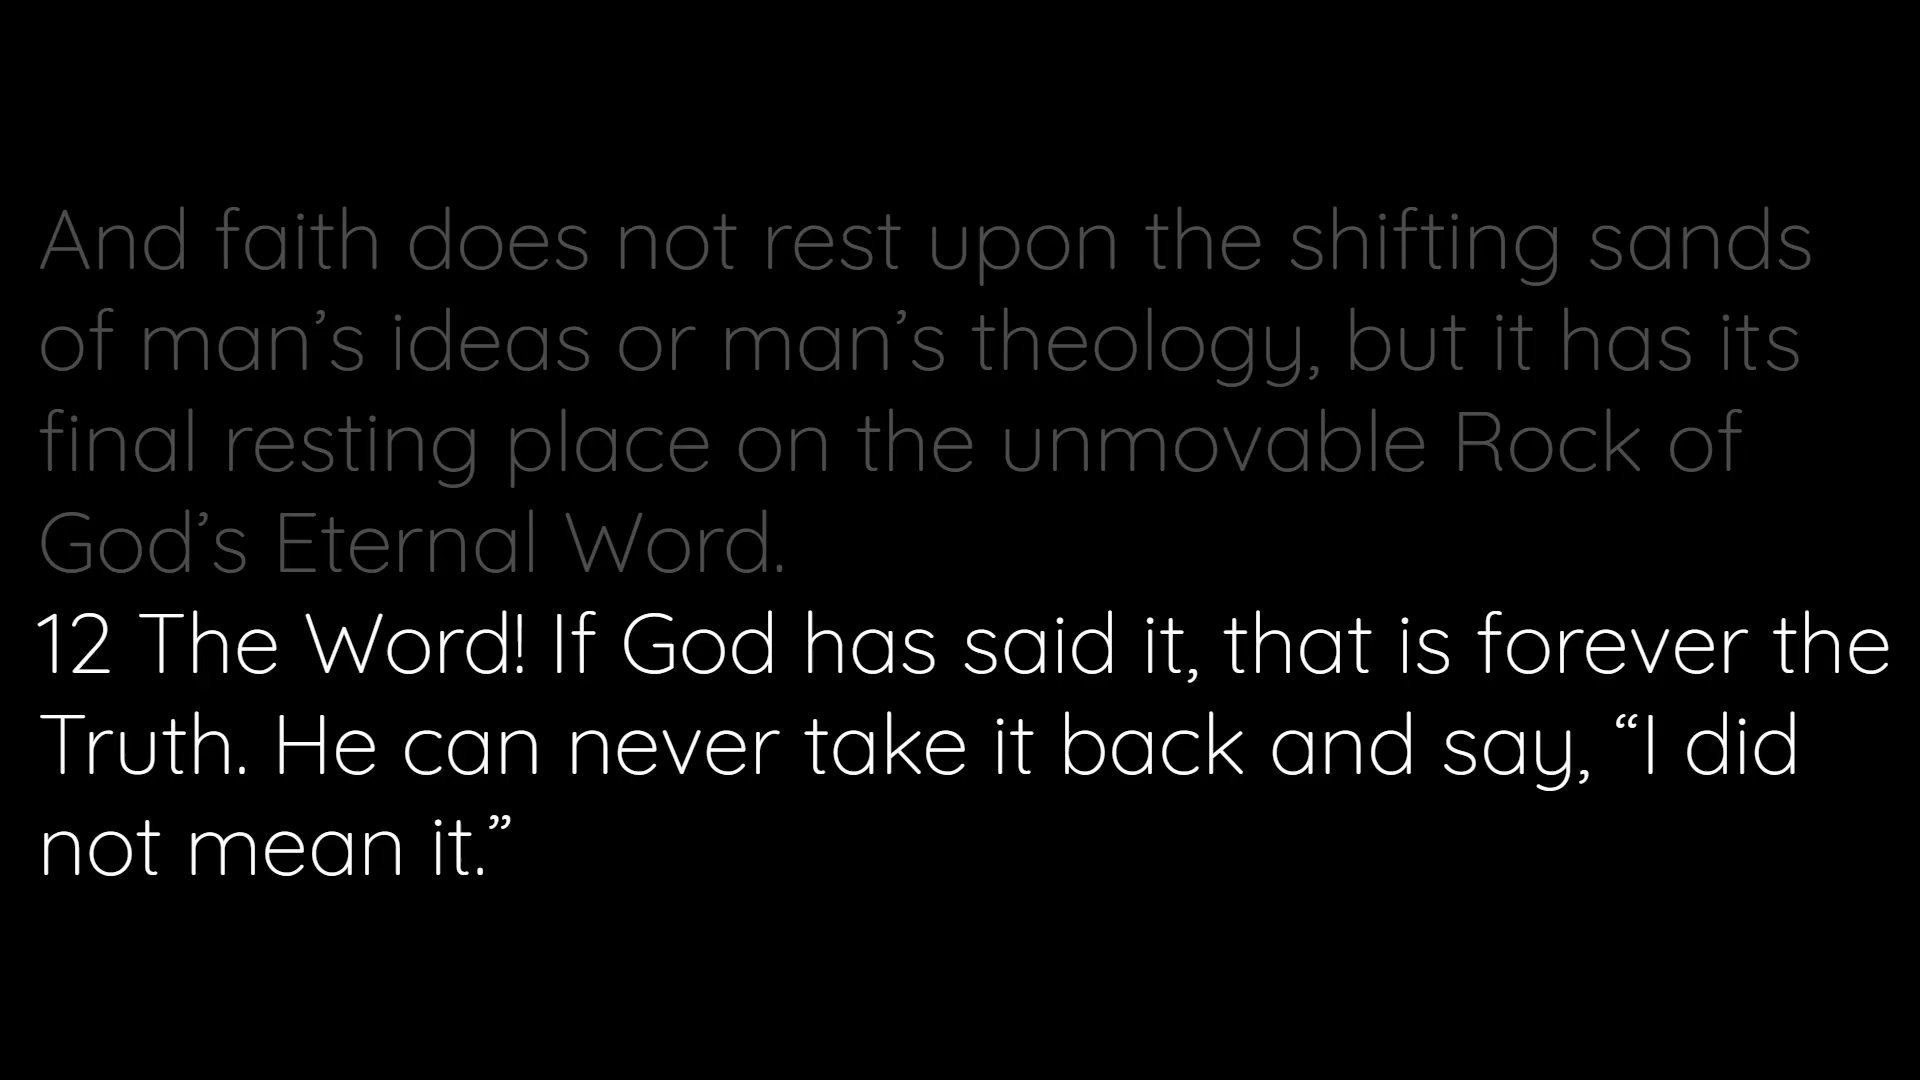 And faith does not rest upon the shifting sands
of man’s ideas or man’s theology, but it has its
final resting place on the unmovable Rock of
God’s Eternal Word.
12 The Word! If God has said it, that is forever the
Truth. He can never take it back and say, “I did
not mean it.”